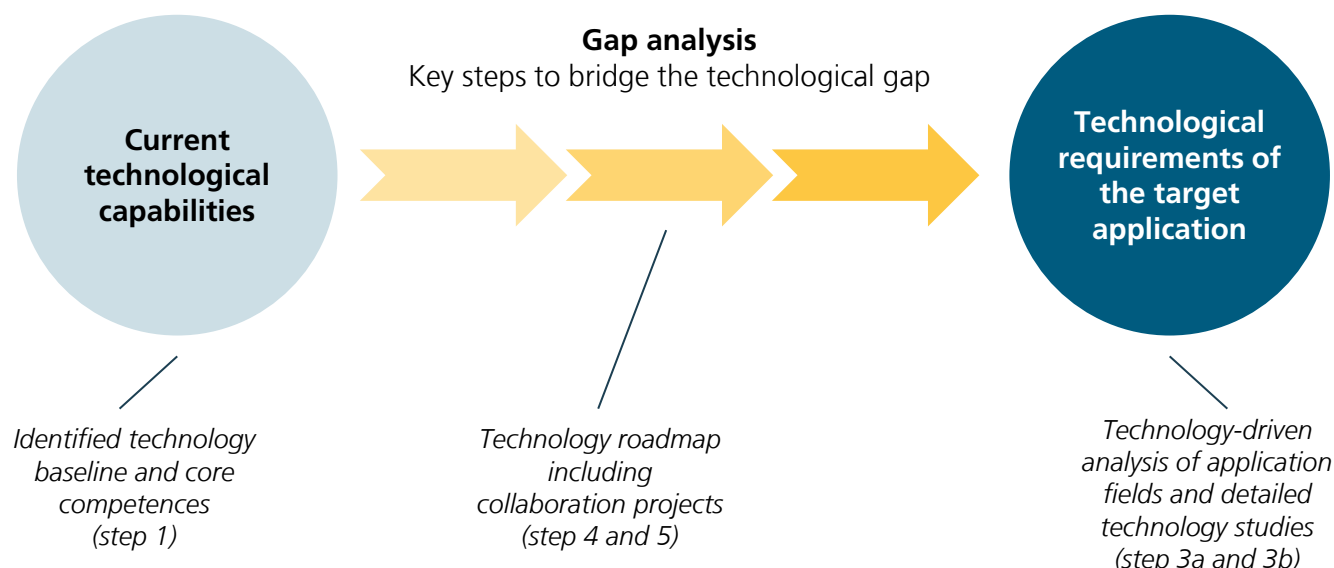 Gap analysis
Key steps to bridge the technological gap
Current
technological
capabilities
Technological
requirements of
the target
application
Identified technology
baseline and core
competences
(step 1)
Technology roadmap
including
collaboration projects
(step 4 and 5)
Technology-driven
analysis of application
fields and detailed
technology studies
(step 3a and 3b)